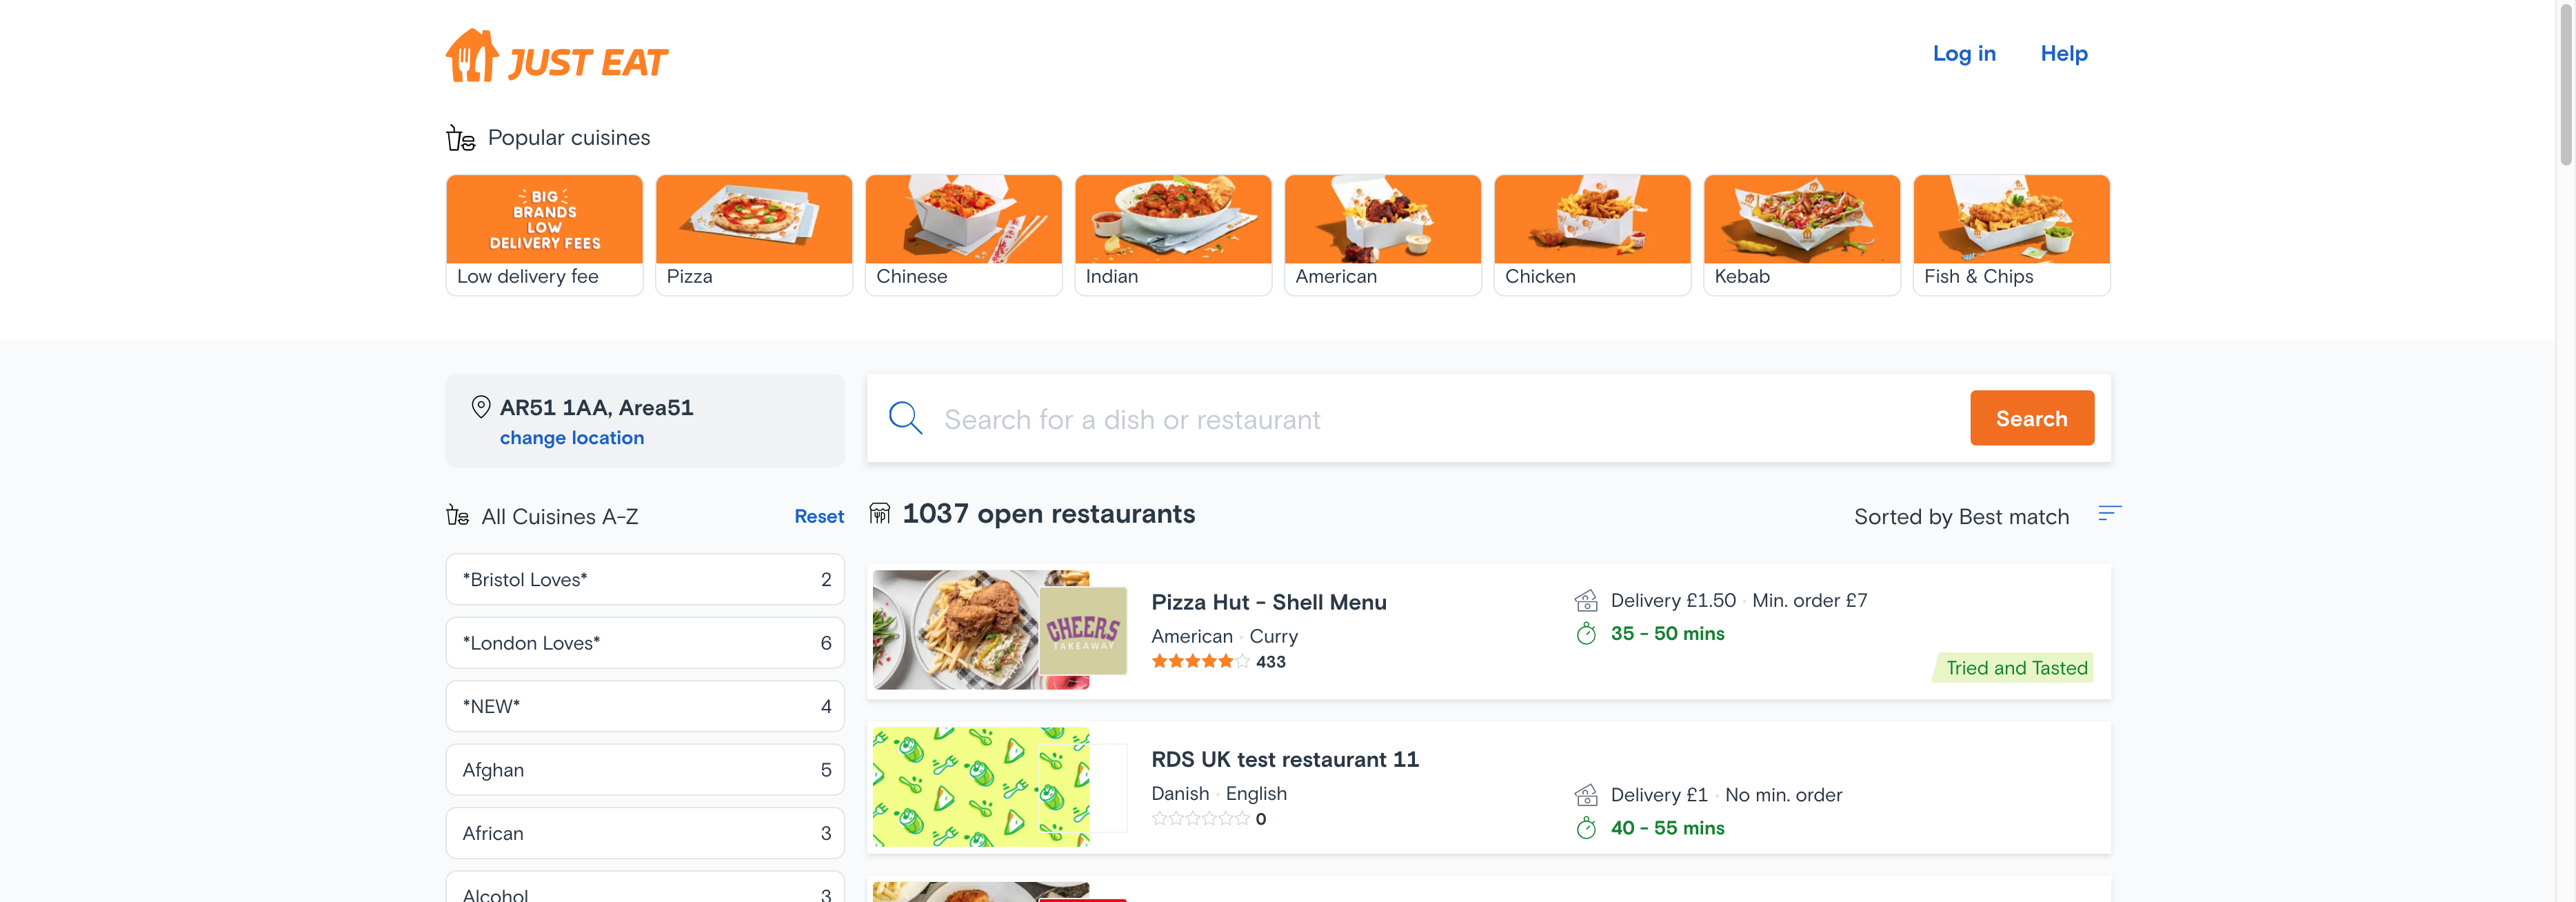 JUST EAT
Log in
Help
Popular cuisines
BIG
BRANDS
LOW
DELIVERY FEES
Low delivery fee
Pizza
Chinese
Indian
American
Chicken
Kebab
Fish & Chips
AR51 1AA, Area51
change location
Search for a dish or restaurant
Search
All Cuisines A-Z
Reset
*Bristol Loves* 2
*London Loves* 6
*NEW* 4
Afghan 5
African 3
Alcohol 3
1037 open restaurants
Sorted by Best match
CHEERS
TAKEAWAY
Pizza Hut - Shell Menu
American · Curry
433
Delivery £1.50 · Min. order £7
35 - 50 mins
Tried and Tasted
RDS UK test restaurant 11
Danish · English
0
Delivery £1 · No min. order
40 - 55 mins